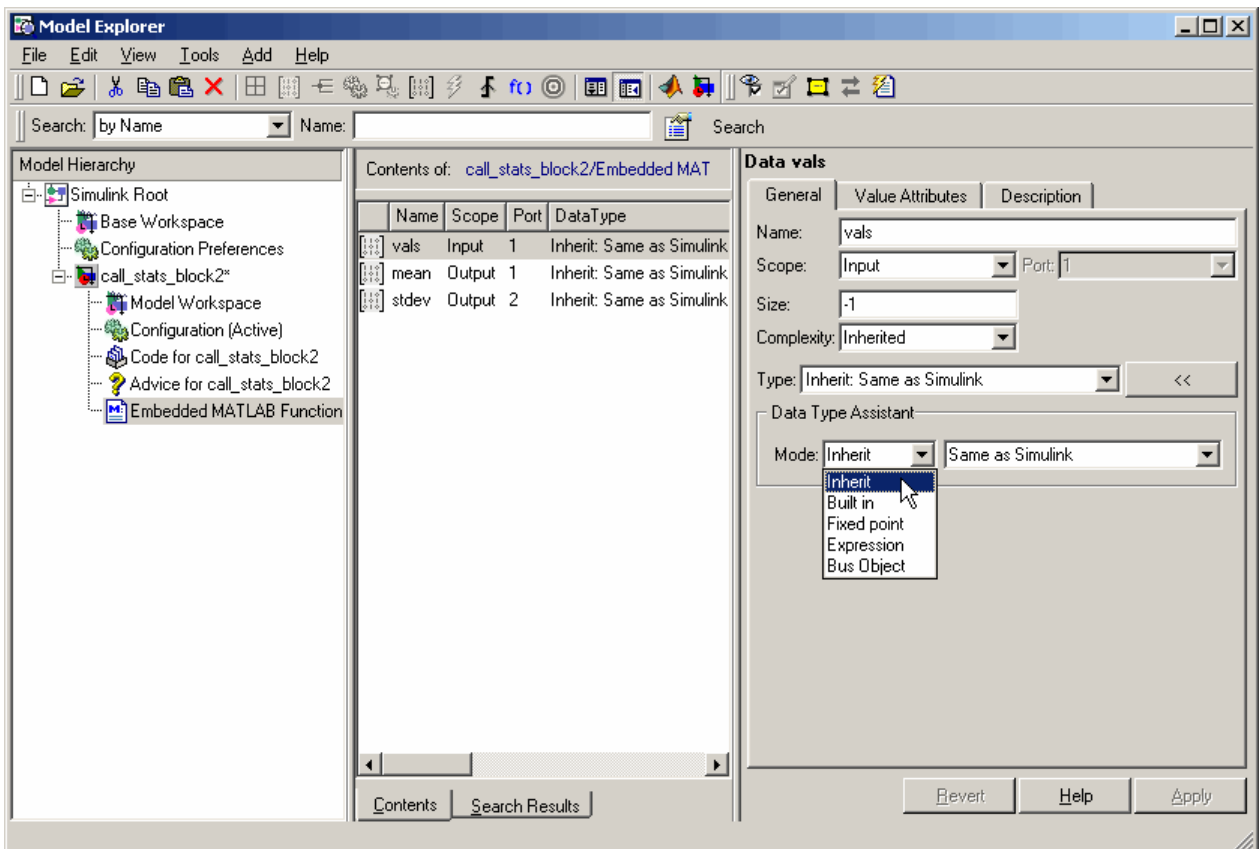 Model Explorer
File Edit View Tools Add Help
f()
Search: by Name Name: Search
Model Hierarchy
Simulink Root
Base Workspace
Configuration Preferences
call_stats_block2*
Model Workspace
Configuration (Active)
Code for call_stats_block2
Advice for call_stats_block2
Embedded MATLAB Function
Contents of: call_stats_block2/Embedded MAT
Name Scope Port DataType
vals Input 1 Inherit: Same as Simulink
mean Output 1 Inherit: Same as Simulink
stdev Output 2 Inherit: Same as Simulink
Contents Search Results
Data vals
General Value Attributes Description
Name: vals
Scope: Input Port: 1
Size: -1
Complexity: Inherited
Type: Inherit: Same as Simulink <<
Data Type Assistant
Mode: Inherit Same as Simulink
Inherit
Built in
Fixed point
Expression
Bus Object
Revert Help Apply